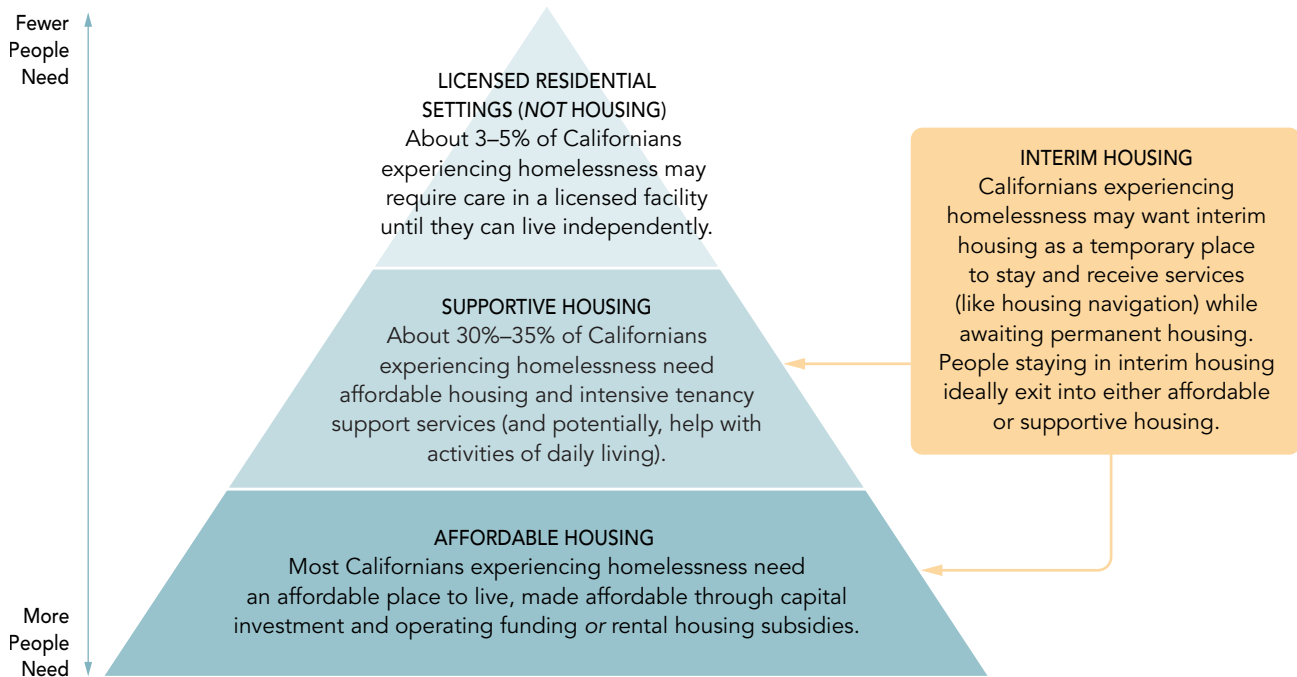 Fewer
People
Need
LICENSED RESIDENTIAL
SETTINGS (NOT HOUSING)
About 3–5% of Californians
experiencing homelessness may
require care in a licensed facility
until they can live independently.
SUPPORTIVE HOUSING
About 30%–35% of Californians
experiencing homelessness need
affordable housing and intensive tenancy
support services (and potentially, help with
activities of daily living).
AFFORDABLE HOUSING
Most Californians experiencing homelessness need
an affordable place to live, made affordable through capital
investment and operating funding or rental housing subsidies.
More
People
Need
INTERIM HOUSING
Californians experiencing
homelessness may want interim
housing as a temporary place
to stay and receive services
(like housing navigation) while
awaiting permanent housing.
People staying in interim housing
ideally exit into either affordable
or supportive housing.